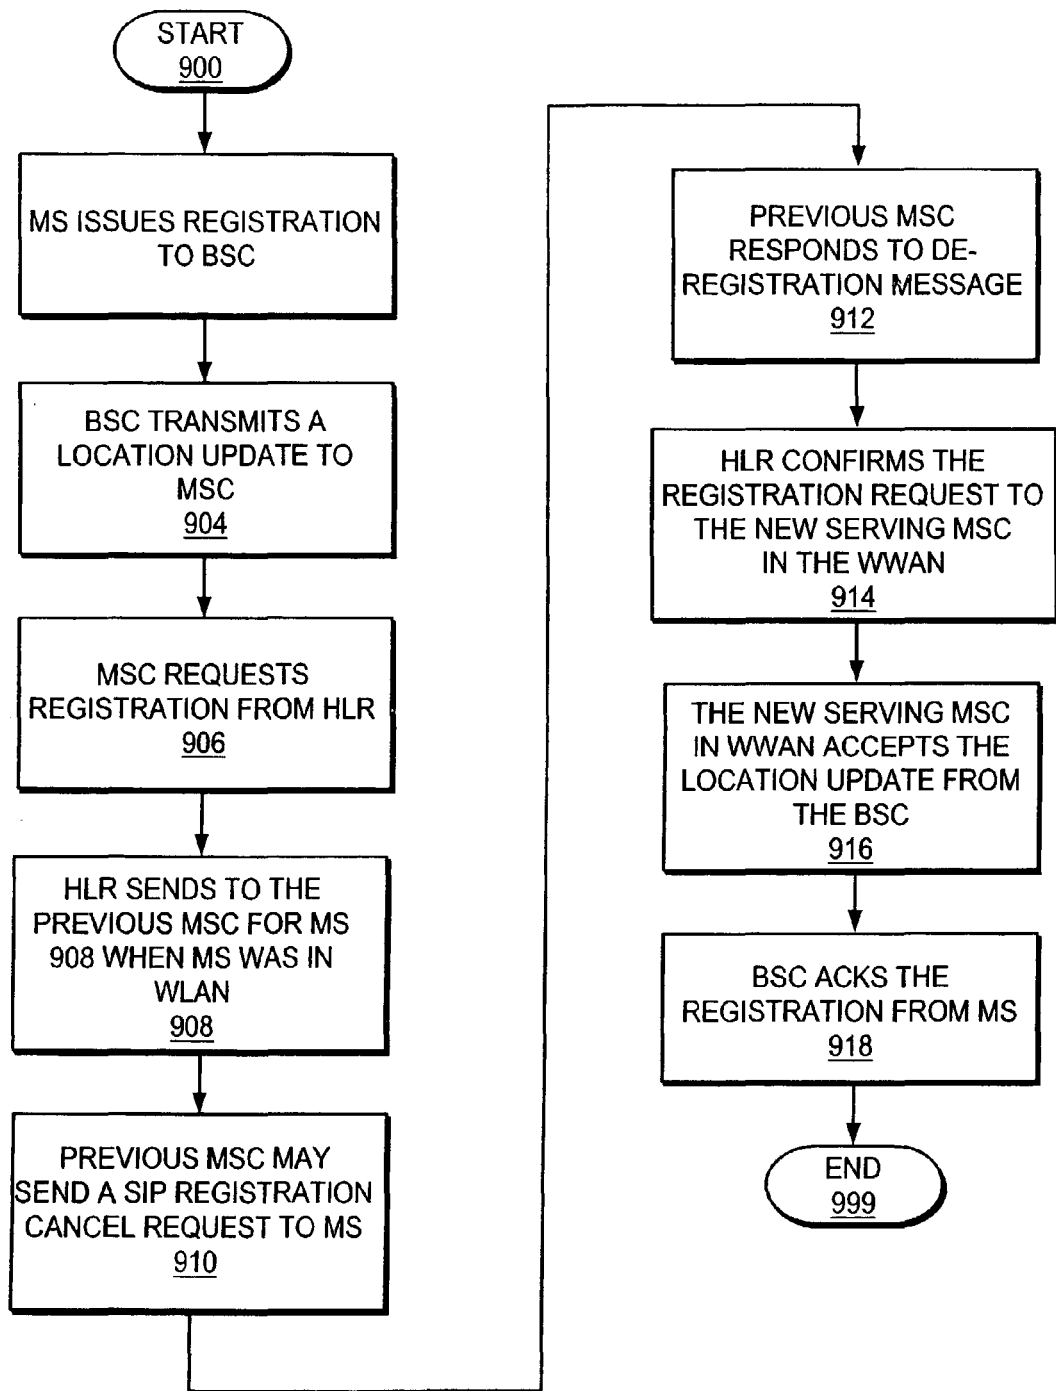 START
900
MS ISSUES REGISTRATION
TO BSC
BSC TRANSMITS A
LOCATION UPDATE TO
MSC
904
MSC REQUESTS
REGISTRATION FROM HLR
906
HLR SENDS TO THE
PREVIOUS MSC FOR MS
908 WHEN MS WAS IN
WLAN
908
PREVIOUS MSC MAY
SEND A SIP REGISTRATION
CANCEL REQUEST TO MS
910
PREVIOUS MSC
RESPONDS TO DE-
REGISTRATION MESSAGE
912
HLR CONFIRMS THE
REGISTRATION REQUEST TO
THE NEW SERVING MSC
IN THE WWAN
914
THE NEW SERVING MSC
IN WWAN ACCEPTS THE
LOCATION UPDATE FROM
THE BSC
916
BSC ACKS THE
REGISTRATION FROM MS
918
END
999